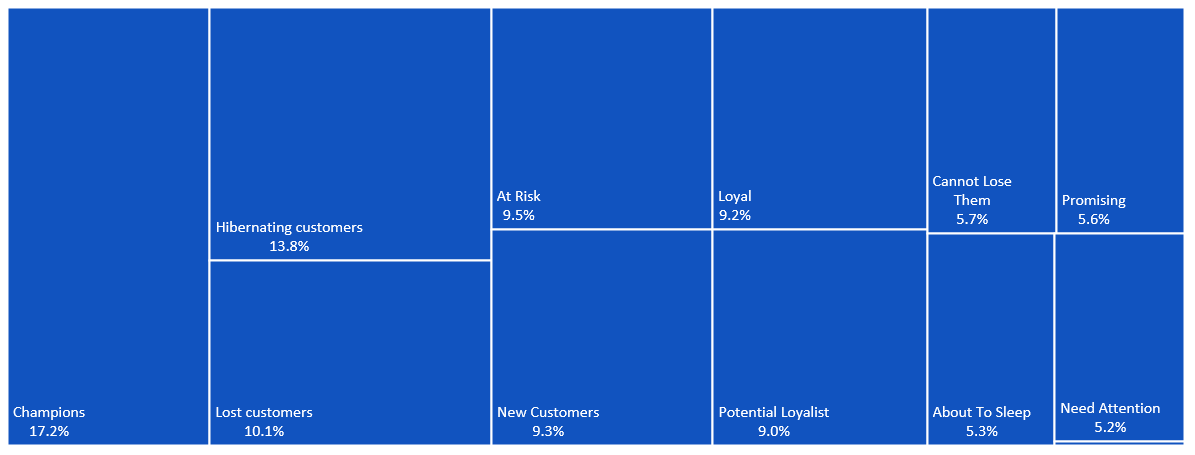 Champions
17.2%
Hibernating customers
13.8%
Lost customers
10.1%
At Risk
9.5%
New Customers
9.3%
Loyal
9.2%
Potential Loyalist
9.0%
Cannot Lose
Them
5.7%
Promising
5.6%
About To Sleep
5.3%
Need Attention
5.2%